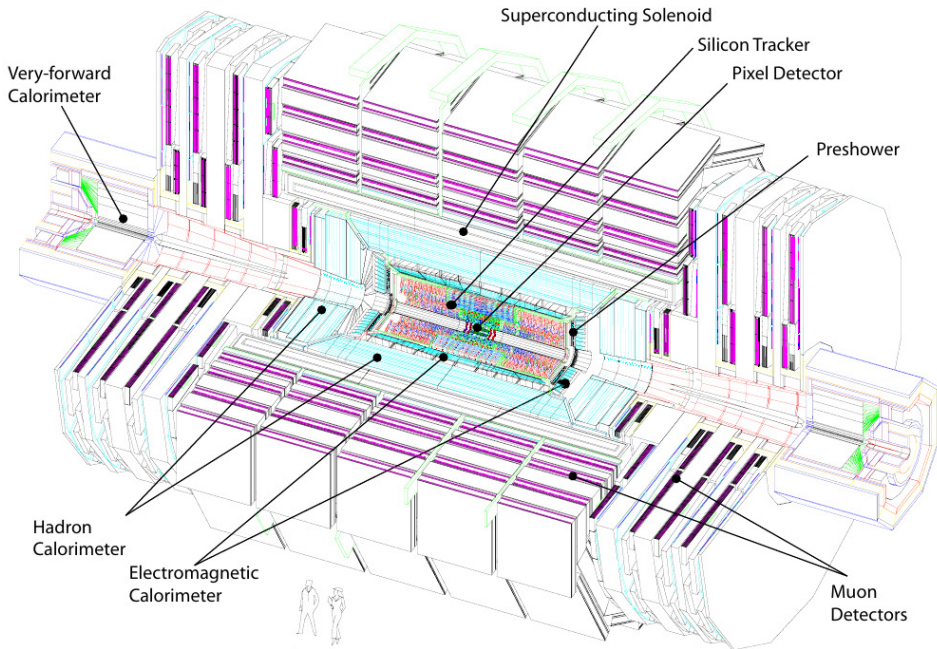 Superconducting Solenoid
Silicon Tracker
Pixel Detector
Very-forward
Calorimeter
Preshower
Hadron
Calorimeter
Electromagnetic
Calorimeter
Muon
Detectors